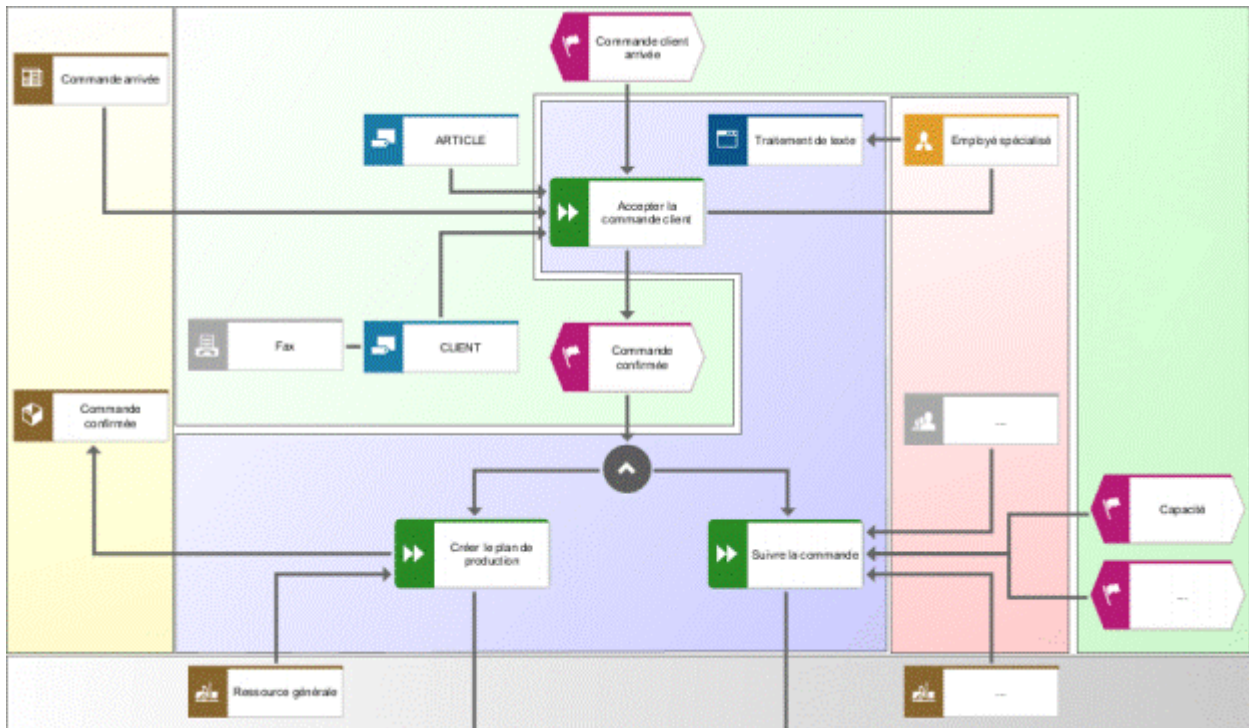 Commande client
arrivée
Commande arrivée
ARTICLE
Traitement de texte
Employé spécialisé
Accepter la
commande client
Fax
CLIENT
Commande
confirmée
Commande
confirmée
....
Capacité
Créer le plan de
production
Suivre la commande
....
Ressource générale
....